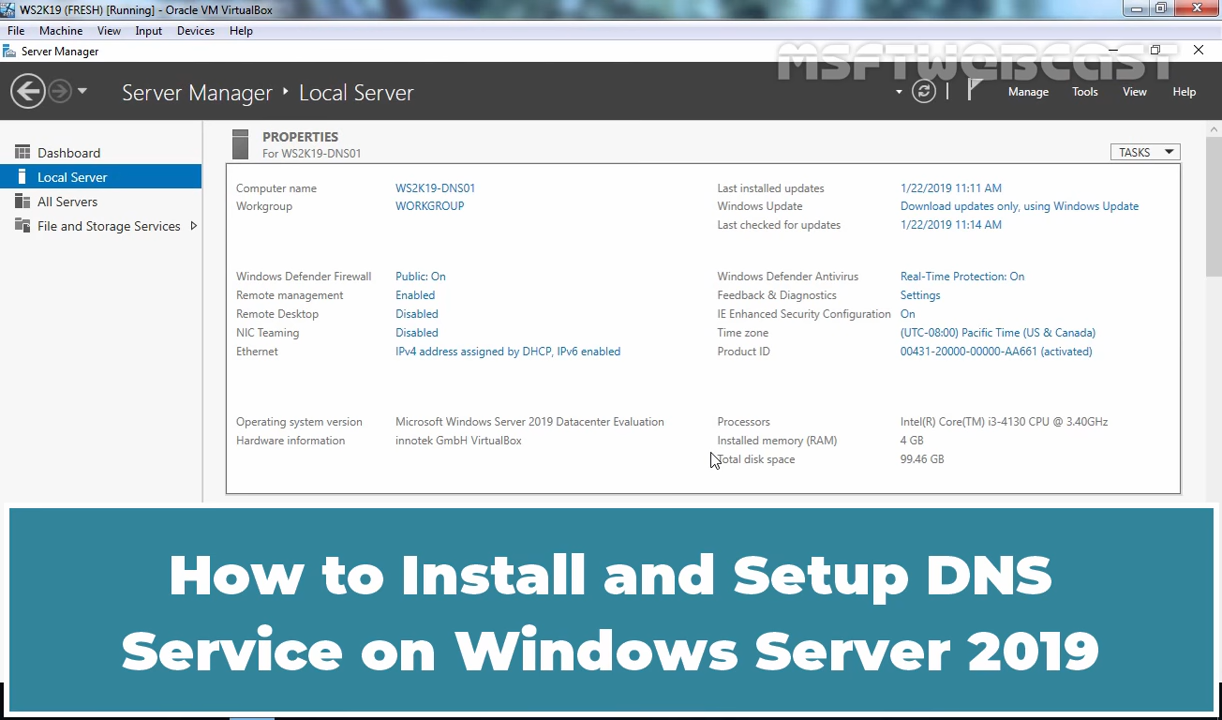 WS2K19 (FRESH) [Running] - Oracle VM VirtualBox
File Machine View Input Devices Help
Server Manager
MSFTWEBCAST
Server Manager ‣ Local Server
Manage Tools View Help
Dashboard
Local Server
All Servers
File and Storage Services
PROPERTIES
For WS2K19-DNS01
TASKS
Computer name WS2K19-DNS01
Workgroup WORKGROUP
Last installed updates 1/22/2019 11:11 AM
Windows Update Download updates only, using Windows Update
Last checked for updates 1/22/2019 11:14 AM
Windows Defender Firewall Public: On
Remote management Enabled
Remote Desktop Disabled
NIC Teaming Disabled
Ethernet IPv4 address assigned by DHCP, IPv6 enabled
Windows Defender Antivirus Real-Time Protection: On
Feedback & Diagnostics Settings
IE Enhanced Security Configuration On
Time zone (UTC-08:00) Pacific Time (US & Canada)
Product ID 00431-20000-00000-AA661 (activated)
Operating system version Microsoft Windows Server 2019 Datacenter Evaluation
Hardware information innotek GmbH VirtualBox
Processors Intel(R) Core(TM) i3-4130 CPU @ 3.40GHz
Installed memory (RAM) 4 GB
Total disk space 99.46 GB
How to Install and Setup DNS
Service on Windows Server 2019